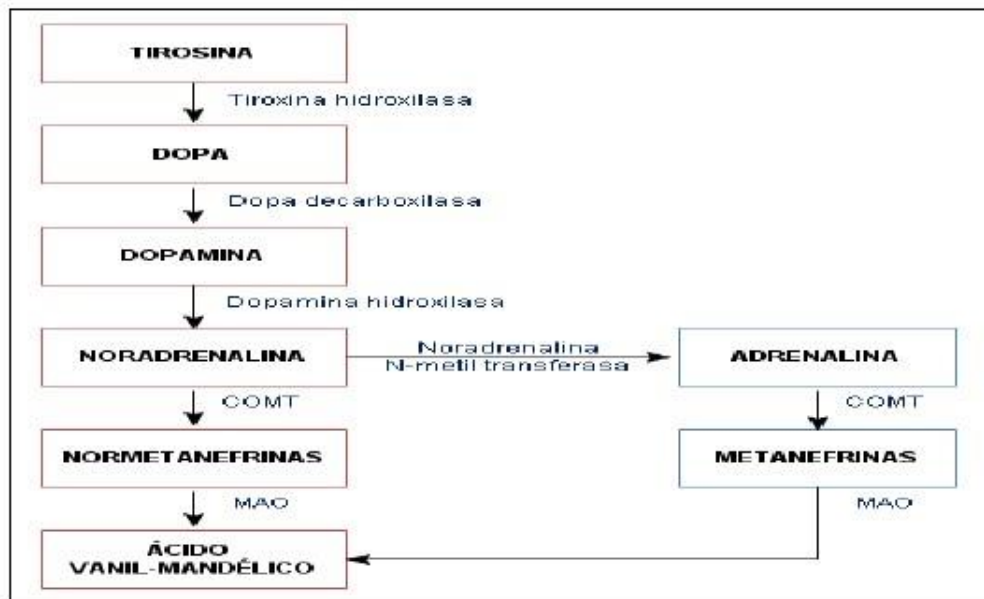 TIROSINA
Tiroxina hidroxilasa
DOPA
Dopa decarboxilasa
DOPAMINA
Dopamina hidroxilasa
NORADRENALINA
Noradrenalina
N-metil transferasa
ADRENALINA
COMT
COMT
NORMETANEFRINAS
METANEFRINAS
MAO
MAO
ÁCIDO
VANIL-MANDÉLICO